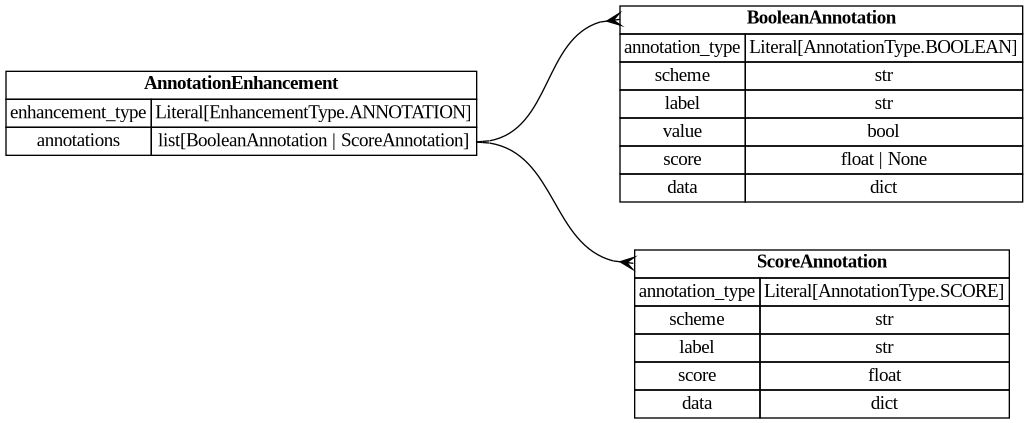 AnnotationEnhancement
enhancement_type Literal[EnhancementType.ANNOTATION]
annotations list[BooleanAnnotation | ScoreAnnotation]
BooleanAnnotation
annotation_type Literal[AnnotationType.BOOLEAN]
scheme str
label str
value bool
score float | None
data dict
ScoreAnnotation
annotation_type Literal[AnnotationType.SCORE]
scheme str
label str
score float
data dict